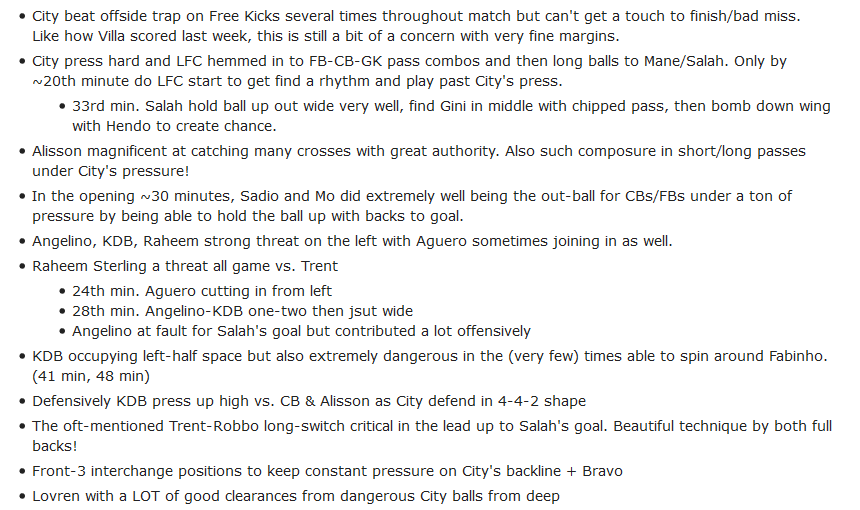 City beat offside trap on Free Kicks several times throughout match but can't get a touch to finish/bad miss.
Like how Villa scored last week, this is still a bit of a concern with very fine margins.
City press hard and LFC hemmed in to FB-CB-GK pass combos and then long balls to Mane/Salah. Only by
~20th minute do LFC start to get find a rhythm and play past City's press.
33rd min. Salah hold ball up out wide very well, find Gini in middle with chipped pass, then bomb down wing
with Hendo to create chance.
Alisson magnificent at catching many crosses with great authority. Also such composure in short/long passes
under City's pressure!
In the opening ~30 minutes, Sadio and Mo did extremely well being the out-ball for CBs/FBs under a ton of
pressure by being able to hold the ball up with backs to goal.
Angelino, KDB, Raheem strong threat on the left with Aguero sometimes joining in as well.
Raheem Sterling a threat all game vs. Trent
24th min. Aguero cutting in from left
28th min. Angelino-KDB one-two then jsut wide
Angelino at fault for Salah's goal but contributed a lot offensively
KDB occupying left-half space but also extremely dangerous in the (very few) times able to spin around Fabinho.
(41 min, 48 min)
Defensively KDB press up high vs. CB & Alisson as City defend in 4-4-2 shape
The oft-mentioned Trent-Robbo long-switch critical in the lead up to Salah's goal. Beautiful technique by both full
backs!
Front-3 interchange positions to keep constant pressure on City's backline + Bravo
Lovren with a LOT of good clearances from dangerous City balls from deep